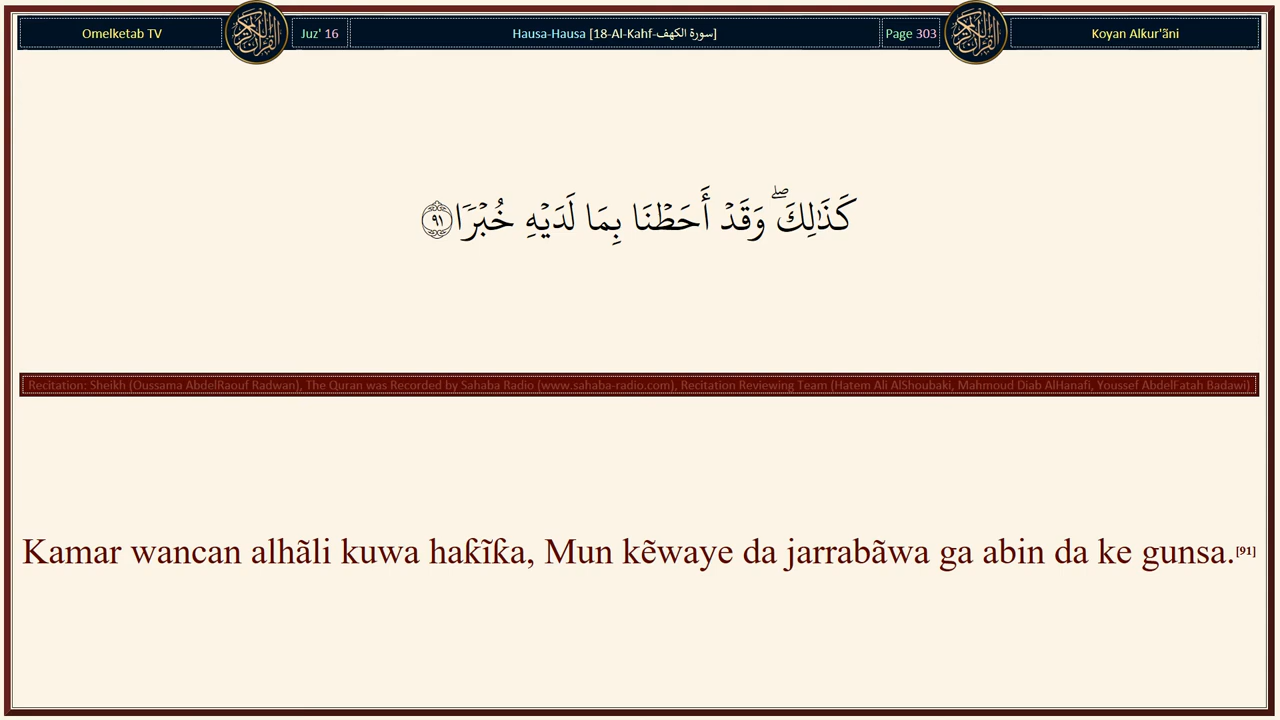 Omelketab TV
Juz' 16
Hausa-Hausa [18-Al-Kahf-سورة الكهف]
Page 303
Koyan Alƙur'ãni
كَذَٰلِكَۖ وَقَدۡ أَحَطۡنَا بِمَا لَدَيۡهِ خُبۡرٗا ٩١
Recitation: Sheikh (Oussama AbdelRaouf Radwan), The Quran was Recorded by Sahaba Radio (www.sahaba-radio.com), Recitation Reviewing Team (Hatem Ali AlShoubaki, Mahmoud Diab AlHanafi, Youssef AbdelFatah Badawi)
Kamar wancan alhãli kuwa haƙĩƙa, Mun kẽwaye da jarrabãwa ga abin da ke gunsa.[91]